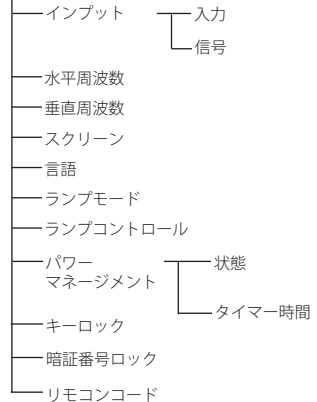 インプット
入力
信号
水平周波数
垂直周波数
スクリーン
言語
ランプモード
ランプコントロール
パワー
マネージメント
状態
タイマー時間
キーロック
暗証番号ロック
リモコンコード